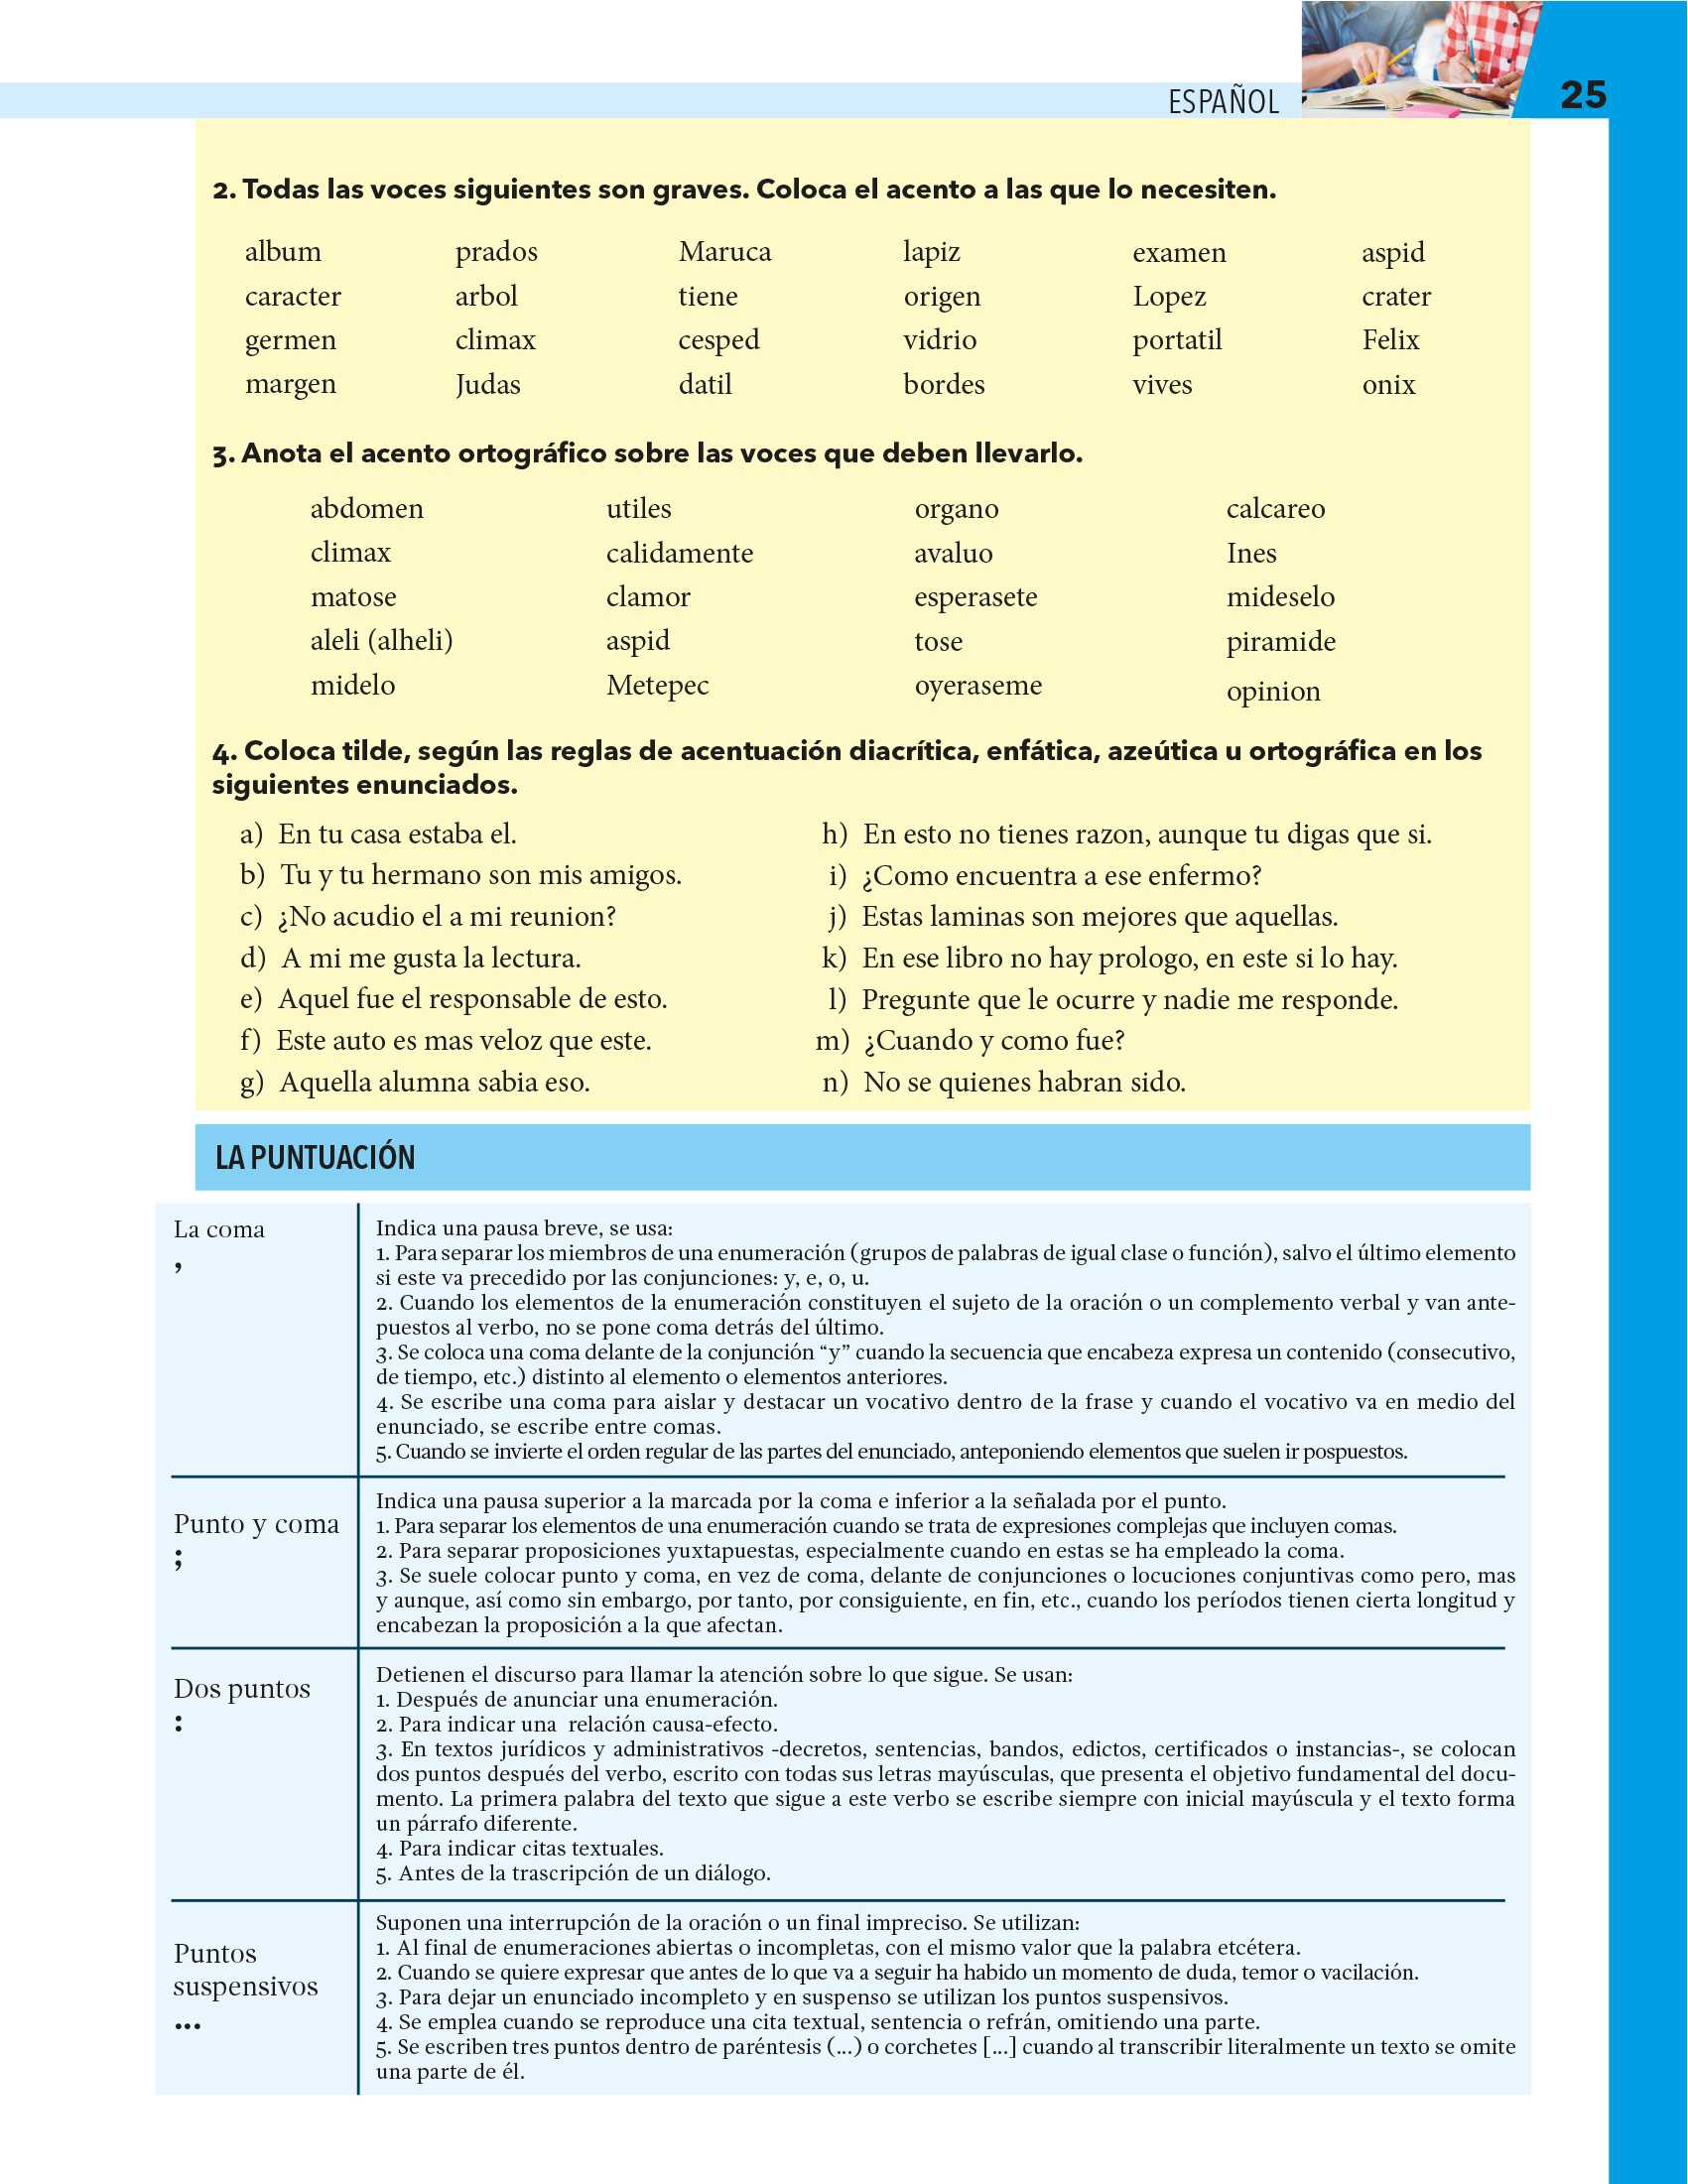 ESPAÑOL
25
2. Todas las voces siguientes son graves. Coloca el acento a las que lo necesiten.
album prados Maruca lapiz examen aspid
caracter arbol tiene origen Lopez crater
germen climax cesped vidrio portatil Felix
margen Judas datil bordes vives onix
3. Anota el acento ortográfico sobre las voces que deben llevarlo.
abdomen utiles organo calcareo
climax calidamente avaluo Ines
matose clamor esperasete mideselo
aleli (alheli) aspid tose piramide
midelo Metepec oyeraseme opinion
4. Coloca tilde, según las reglas de acentuación diacrítica, enfática, azeútica u ortográfica en los
siguientes enunciados.
a) En tu casa estaba el.
b) Tu y tu hermano son mis amigos.
c) ¿No acudio el a mi reunion?
d) A mi me gusta la lectura.
e) Aquel fue el responsable de esto.
f) Este auto es mas veloz que este.
g) Aquella alumna sabia eso.
h) En esto no tienes razon, aunque tu digas que si.
i) ¿Como encuentra a ese enfermo?
j) Estas laminas son mejores que aquellas.
k) En ese libro no hay prologo, en este si lo hay.
l) Pregunte que le ocurre y nadie me responde.
m) ¿Cuando y como fue?
n) No se quienes habran sido.
LA PUNTUACIÓN
La coma
,
Indica una pausa breve, se usa:
1. Para separar los miembros de una enumeración (grupos de palabras de igual clase o función), salvo el último elemento
si este va precedido por las conjunciones: y, e, o, u.
2. Cuando los elementos de la enumeración constituyen el sujeto de la oración o un complemento verbal y van ante-
puestos al verbo, no se pone coma detrás del último.
3. Se coloca una coma delante de la conjunción “y” cuando la secuencia que encabeza expresa un contenido (consecutivo,
de tiempo, etc.) distinto al elemento o elementos anteriores.
4. Se escribe una coma para aislar y destacar un vocativo dentro de la frase y cuando el vocativo va en medio del
enunciado, se escribe entre comas.
5. Cuando se invierte el orden regular de las partes del enunciado, anteponiendo elementos que suelen ir pospuestos.
Punto y coma
;
Indica una pausa superior a la marcada por la coma e inferior a la señalada por el punto.
1. Para separar los elementos de una enumeración cuando se trata de expresiones complejas que incluyen comas.
2. Para separar proposiciones yuxtapuestas, especialmente cuando en estas se ha empleado la coma.
3. Se suele colocar punto y coma, en vez de coma, delante de conjunciones o locuciones conjuntivas como pero, mas
y aunque, así como sin embargo, por tanto, por consiguiente, en fin, etc., cuando los períodos tienen cierta longitud y
encabezan la proposición a la que afectan.
Dos puntos
:
Detienen el discurso para llamar la atención sobre lo que sigue. Se usan:
1. Después de anunciar una enumeración.
2. Para indicar una relación causa-efecto.
3. En textos jurídicos y administrativos -decretos, sentencias, bandos, edictos, certificados o instancias-, se colocan
dos puntos después del verbo, escrito con todas sus letras mayúsculas, que presenta el objetivo fundamental del docu-
mento. La primera palabra del texto que sigue a este verbo se escribe siempre con inicial mayúscula y el texto forma
un párrafo diferente.
4. Para indicar citas textuales.
5. Antes de la trascripción de un diálogo.
Puntos
suspensivos
...
Suponen una interrupción de la oración o un final impreciso. Se utilizan:
1. Al final de enumeraciones abiertas o incompletas, con el mismo valor que la palabra etcétera.
2. Cuando se quiere expresar que antes de lo que va a seguir ha habido un momento de duda, temor o vacilación.
3. Para dejar un enunciado incompleto y en suspenso se utilizan los puntos suspensivos.
4. Se emplea cuando se reproduce una cita textual, sentencia o refrán, omitiendo una parte.
5. Se escriben tres puntos dentro de paréntesis (...) o corchetes [...] cuando al transcribir literalmente un texto se omite
una parte de él.